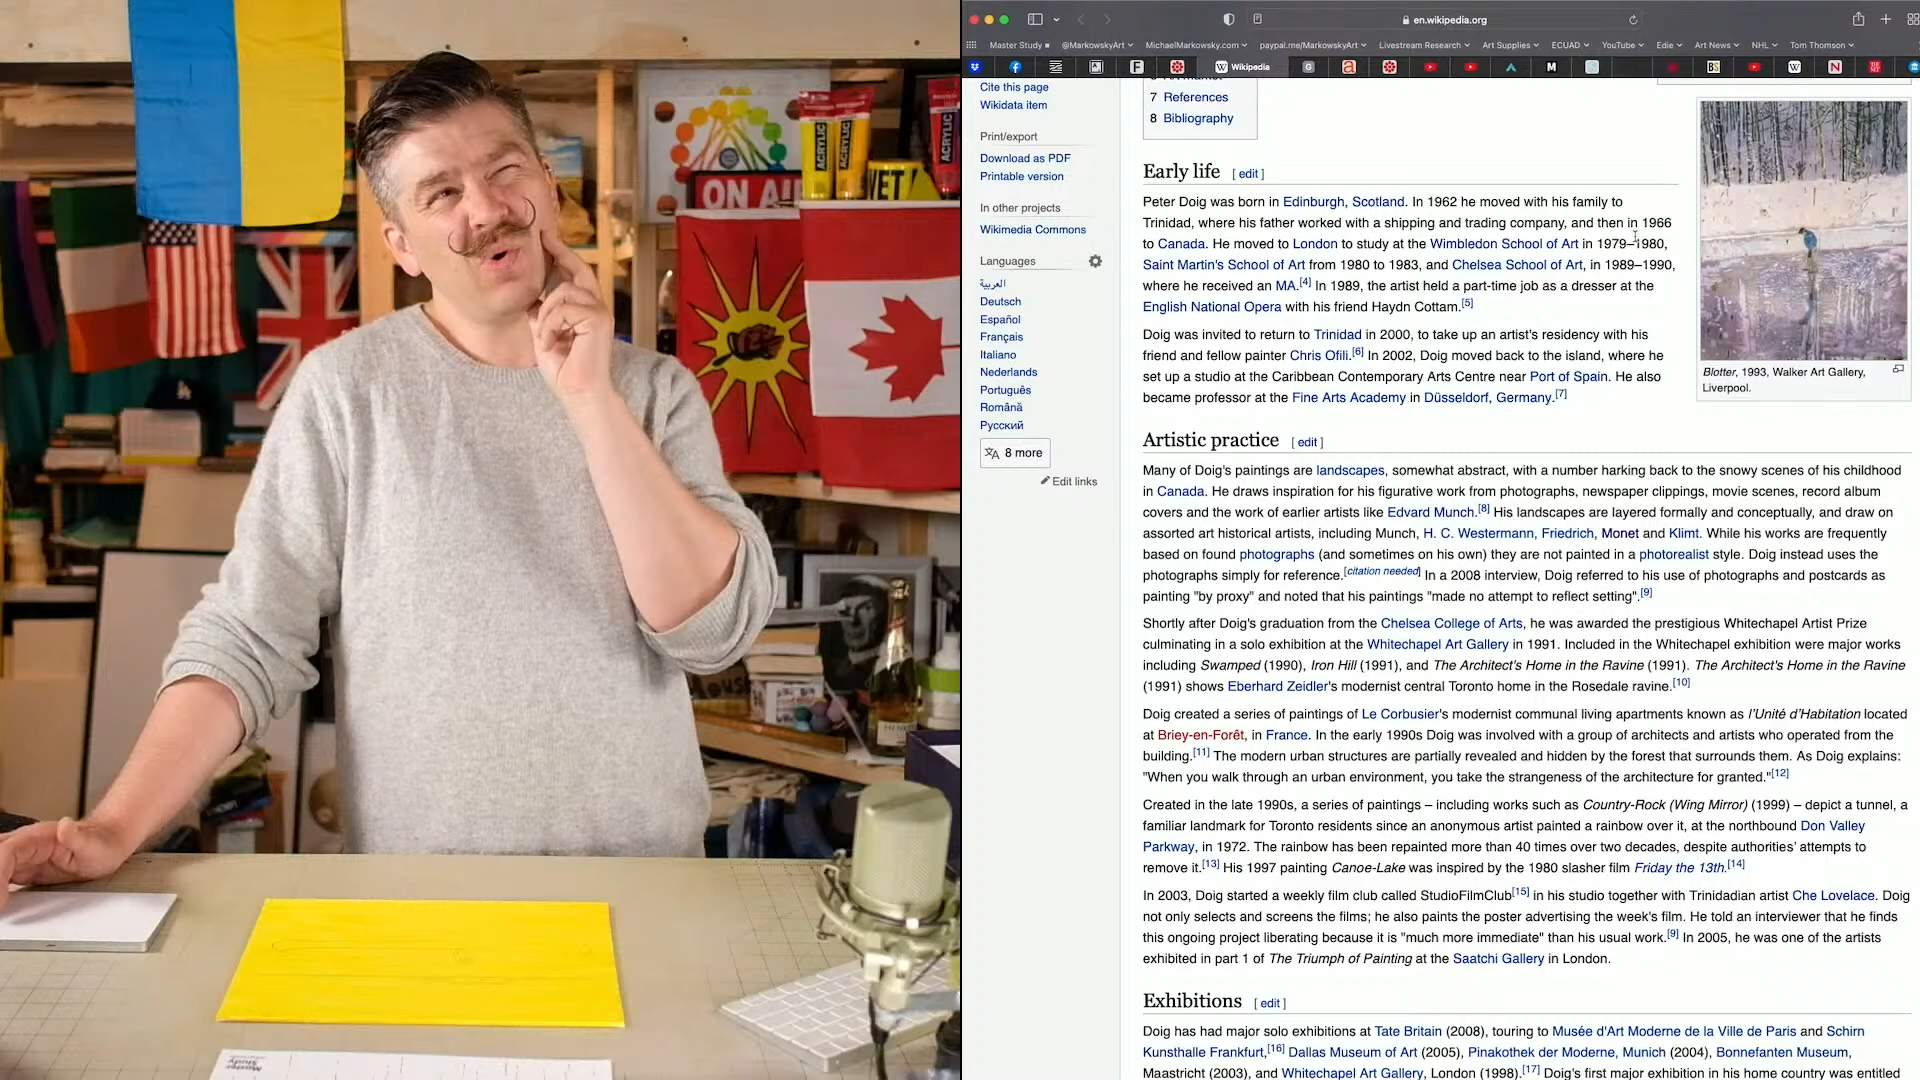 ACRYLIC
ACRYLIC
ACRYLIC
ON AI
WET!
Master
Study
en.wikipedia.org
Master Study
@MarkowskyArt
MichaelMarkowsky.com
paypal.me/MarkowskyArt
Livestream Research
Art Supplies
ECUAD
YouTube
Edie
Art News
NHL
Tom Thomson
F
W Wikipedia
G
a
M
BS
W
N
Cite this page
Wikidata item
Print/export
Download as PDF
Printable version
In other projects
Wikimedia Commons
Languages
العربية
Deutsch
Español
Français
Italiano
Nederlands
Português
Română
Русский
8 more
Edit links
7 References
8 Bibliography
Early life [ edit ]
Peter Doig was born in Edinburgh, Scotland. In 1962 he moved with his family to
Trinidad, where his father worked with a shipping and trading company, and then in 1966
to Canada. He moved to London to study at the Wimbledon School of Art in 1979–1980,
Saint Martin's School of Art from 1980 to 1983, and Chelsea School of Art, in 1989–1990,
where he received an MA.[4] In 1989, the artist held a part-time job as a dresser at the
English National Opera with his friend Haydn Cottam.[5]
Doig was invited to return to Trinidad in 2000, to take up an artist's residency with his
friend and fellow painter Chris Ofili.[6] In 2002, Doig moved back to the island, where he
set up a studio at the Caribbean Contemporary Arts Centre near Port of Spain. He also
became professor at the Fine Arts Academy in Düsseldorf, Germany.[7]
Blotter, 1993, Walker Art Gallery,
Liverpool.
Artistic practice [ edit ]
Many of Doig's paintings are landscapes, somewhat abstract, with a number harking back to the snowy scenes of his childhood
in Canada. He draws inspiration for his figurative work from photographs, newspaper clippings, movie scenes, record album
covers and the work of earlier artists like Edvard Munch.[8] His landscapes are layered formally and conceptually, and draw on
assorted art historical artists, including Munch, H. C. Westermann, Friedrich, Monet and Klimt. While his works are frequently
based on found photographs (and sometimes on his own) they are not painted in a photorealist style. Doig instead uses the
photographs simply for reference.[citation needed] In a 2008 interview, Doig referred to his use of photographs and postcards as
painting "by proxy" and noted that his paintings "made no attempt to reflect setting".[9]
Shortly after Doig's graduation from the Chelsea College of Arts, he was awarded the prestigious Whitechapel Artist Prize
culminating in a solo exhibition at the Whitechapel Art Gallery in 1991. Included in the Whitechapel exhibition were major works
including Swamped (1990), Iron Hill (1991), and The Architect's Home in the Ravine (1991). The Architect's Home in the Ravine
(1991) shows Eberhard Zeidler's modernist central Toronto home in the Rosedale ravine.[10]
Doig created a series of paintings of Le Corbusier's modernist communal living apartments known as l'Unité d'Habitation located
at Briey-en-Forêt, in France. In the early 1990s Doig was involved with a group of architects and artists who operated from the
building.[11] The modern urban structures are partially revealed and hidden by the forest that surrounds them. As Doig explains:
"When you walk through an urban environment, you take the strangeness of the architecture for granted."[12]
Created in the late 1990s, a series of paintings – including works such as Country-Rock (Wing Mirror) (1999) – depict a tunnel, a
familiar landmark for Toronto residents since an anonymous artist painted a rainbow over it, at the northbound Don Valley
Parkway, in 1972. The rainbow has been repainted more than 40 times over two decades, despite authorities' attempts to
remove it.[13] His 1997 painting Canoe-Lake was inspired by the 1980 slasher film Friday the 13th.[14]
In 2003, Doig started a weekly film club called StudioFilmClub[15] in his studio together with Trinidadian artist Che Lovelace. Doig
not only selects and screens the films; he also paints the poster advertising the week's film. He told an interviewer that he finds
this ongoing project liberating because it is "much more immediate" than his usual work.[9] In 2005, he was one of the artists
exhibited in part 1 of The Triumph of Painting at the Saatchi Gallery in London.
Exhibitions [ edit ]
Doig has had major solo exhibitions at Tate Britain (2008), touring to Musée d'Art Moderne de la Ville de Paris and Schirn
Kunsthalle Frankfurt,[16] Dallas Museum of Art (2005), Pinakothek der Moderne, Munich (2004), Bonnefanten Museum,
Maastricht (2003), and Whitechapel Art Gallery, London (1998).[17] Doig's first major exhibition in his home country was entitled